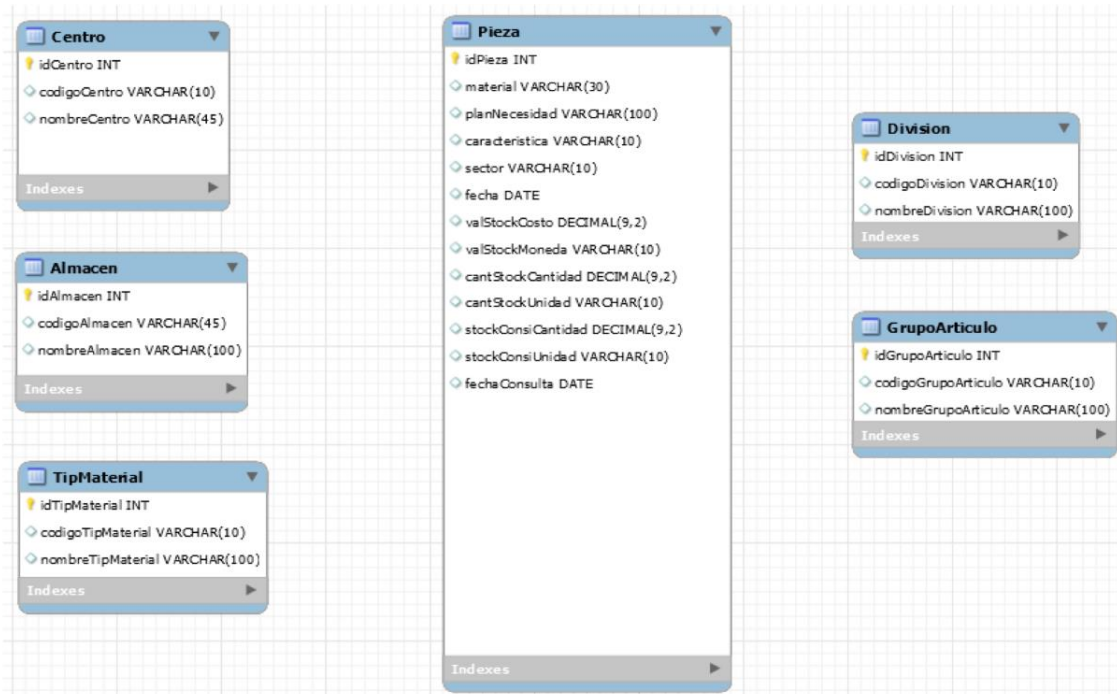 Centro
idCentro INT
codigoCentro VARCHAR(10)
nombreCentro VARCHAR(45)
Indexes
Almacen
idAlmacen INT
codigoAlmacen VARCHAR(45)
nombreAlmacen VARCHAR(100)
Indexes
TipMaterial
idTipMaterial INT
codigoTipMaterial VARCHAR(10)
nombreTipMaterial VARCHAR(100)
Indexes
Pieza
idPieza INT
material VARCHAR(30)
planNecesidad VARCHAR(100)
caracteristica VARCHAR(10)
sector VARCHAR(10)
fecha DATE
valStockCosto DECIMAL(9,2)
valStockMoneda VARCHAR(10)
cantStockCantidad DECIMAL(9,2)
cantStockUnidad VARCHAR(10)
stockConsiCantidad DECIMAL(9,2)
stockConsiUnidad VARCHAR(10)
fechaConsulta DATE
Indexes
Division
idDivision INT
codigoDivision VARCHAR(10)
nombreDivision VARCHAR(100)
Indexes
GrupoArticulo
idGrupoArticulo INT
codigoGrupoArticulo VARCHAR(10)
nombreGrupoArticulo VARCHAR(100)
Indexes